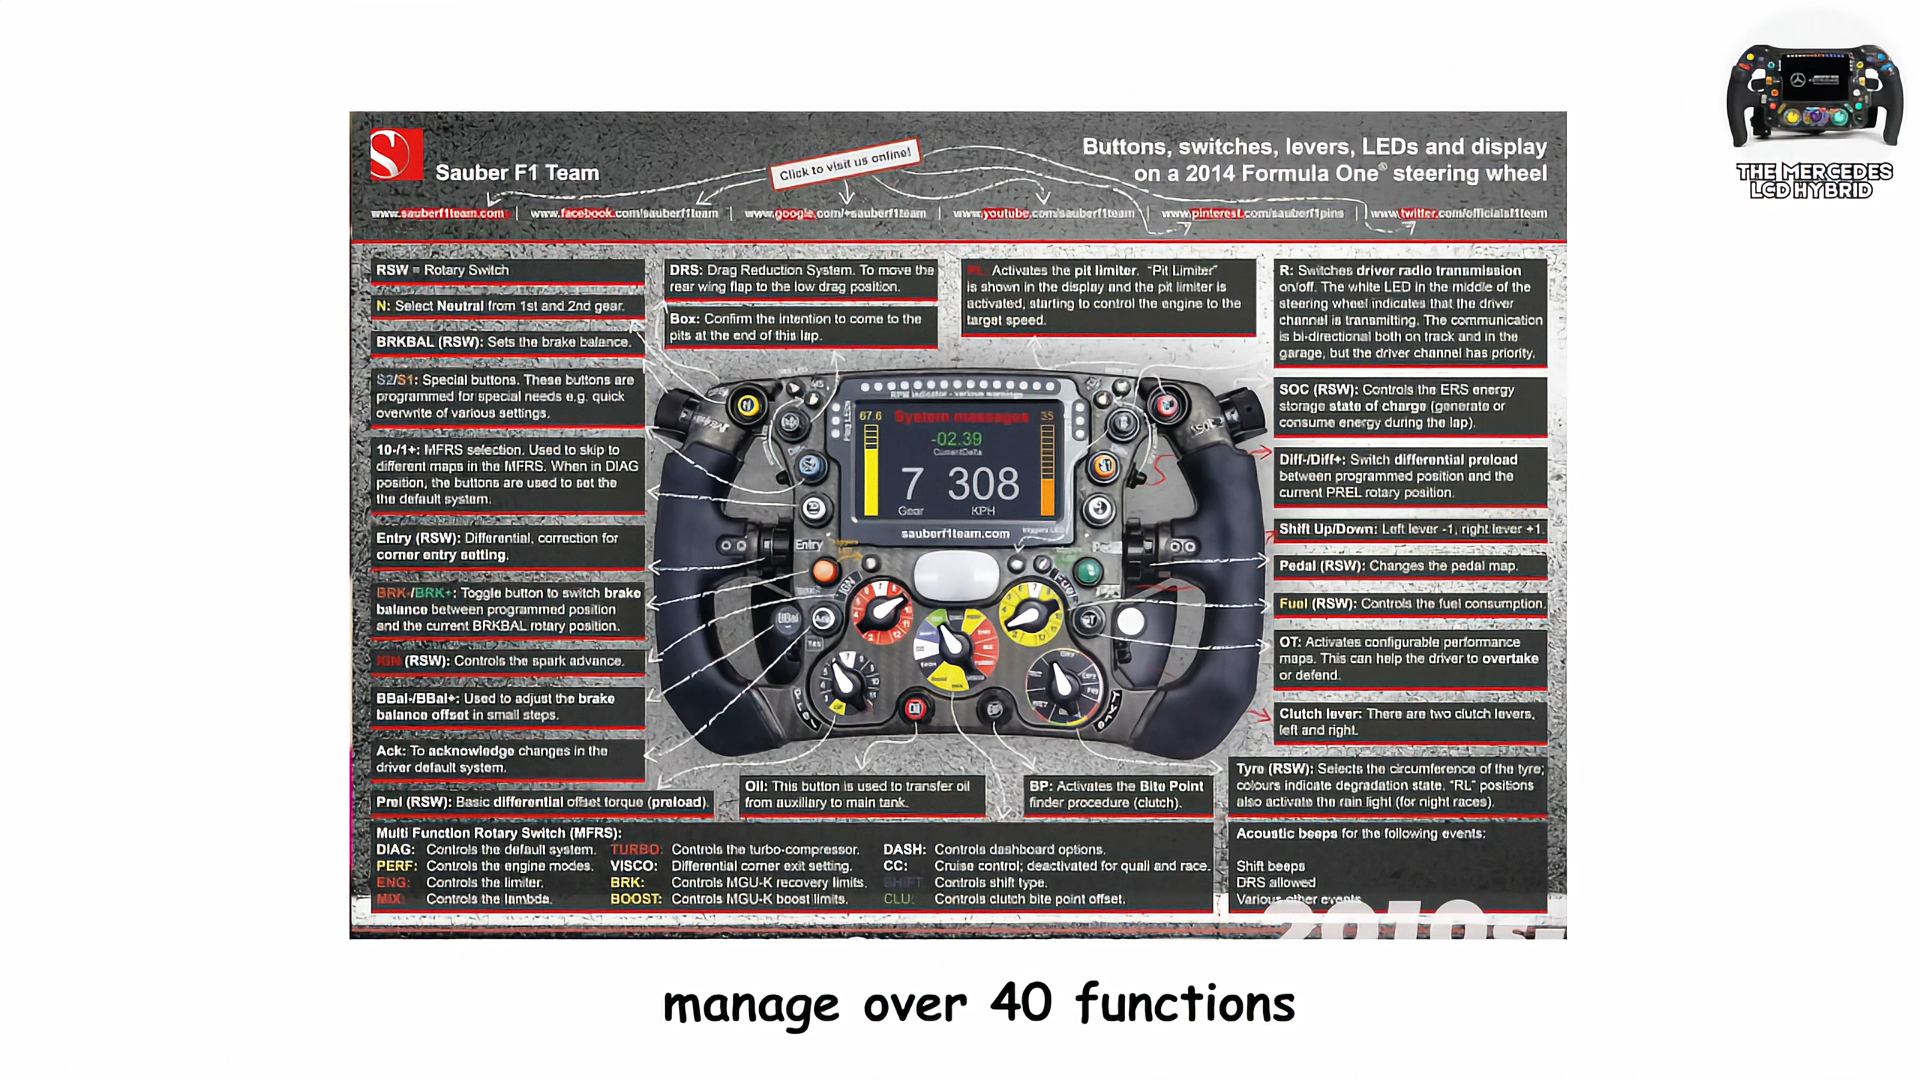 THE MERCEDES
LCD HYBRID
Sauber F1 Team
Click to visit us online!
Buttons, switches, levers, LEDs and display
on a 2014 Formula One® steering wheel
www.sauberf1team.com | www.facebook.com/sauberf1team | www.google.com/+sauberf1team | www.youtube.com/sauberf1team | www.pinterest.com/sauberf1pins | www.twitter.com/officialsf1team
RSW = Rotary Switch
N: Select Neutral from 1st and 2nd gear.
BRKBAL (RSW): Sets the brake balance.
S2/S1: Special buttons. These buttons are
programmed for special needs e.g. quick
overwrite of various settings.
10-/1+: MFRS selection. Used to skip to
different maps in the MFRS. When in DIAG
position, the buttons are used to set the
the default system.
Entry (RSW): Differential, correction for
corner entry setting.
BRK-/BRK+: Toggle button to switch brake
balance between programmed position
and the current BRKBAL rotary position.
IGN (RSW): Controls the spark advance.
BBal-/BBal+: Used to adjust the brake
balance offset in small steps.
Ack: To acknowledge changes in the
driver default system.
Prel (RSW): Basic differential offset torque (preload).
DRS: Drag Reduction System. To move the
rear wing flap to the low drag position.
Box: Confirm the intention to come to the
pits at the end of this lap.
Activates the pit limiter. "Pit Limiter"
is shown in the display and the pit limiter is
activated, starting to control the engine to the
target speed.
R: Switches driver radio transmission
on/off. The white LED in the middle of the
steering wheel indicates that the driver
channel is transmitting. The communication
is bi-directional both on track and in the
garage, but the driver channel has priority.
SOC (RSW): Controls the ERS energy
storage state of charge (generate or
consume energy during the lap).
Diff-/Diff+: Switch differential preload
between programmed position and the
current PREL rotary position.
Shift Up/Down: Left lever -1, right lever +1.
Pedal (RSW): Changes the pedal map.
Fuel (RSW): Controls the fuel consumption.
OT: Activates configurable performance
maps. This can help the driver to overtake
or defend.
Clutch lever: There are two clutch levers,
left and right.
Tyre (RSW): Selects the circumference of the tyre;
colours indicate degradation state. "RL" positions
also activate the rain light (for night races).
RPM indicator - various warnings
67.6
System massages
35
-02.39
CurrentDelta
7 308
Gear KPH
sauberf1team.com
Entry
IGN
BBal
Ack
OT
Oil
BP
Tyre
Oil: This button is used to transfer oil
from auxiliary to main tank.
BP: Activates the Bite Point
finder procedure (clutch).
Multi Function Rotary Switch (MFRS):
DIAG: Controls the default system. TURBO: Controls the turbo-compressor. DASH: Controls dashboard options.
PERF: Controls the engine modes. VISCO: Differential corner exit setting. CC: Cruise control; deactivated for quali and race.
ENG: Controls the limiter. BRK: Controls MGU-K recovery limits. SHIFT Controls shift type.
MIX: Controls the lambda. BOOST: Controls MGU-K boost limits. CLU: Controls clutch bite point offset.
Acoustic beeps for the following events:
Shift beeps
DRS allowed
Various other events
2010s-
manage over 40 functions